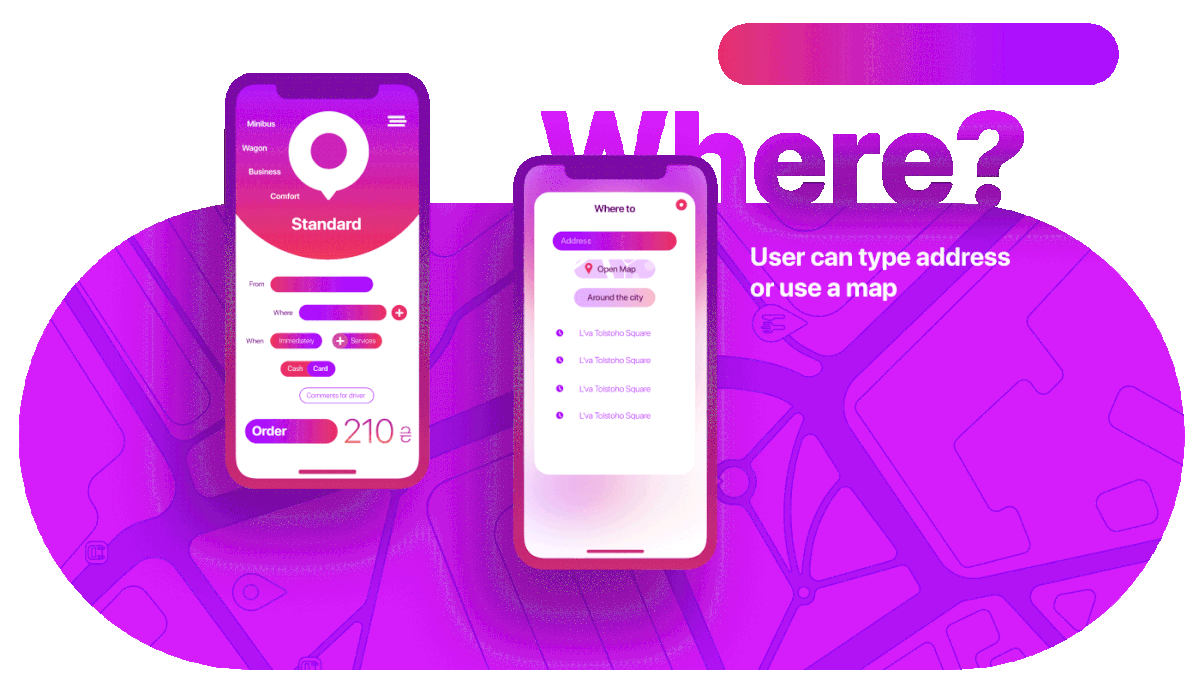 Where?
User can type address
or use a map
Minibus
Wagon
Business
Comfort
Standard
From
Where
When
Immediately
Services
Cash
Card
Comments for driver
Order
210 ₴
Where to
Address
Open Map
Around the city
L'va Tolstoho Square
L'va Tolstoho Square
L'va Tolstoho Square
L'va Tolstoho Square